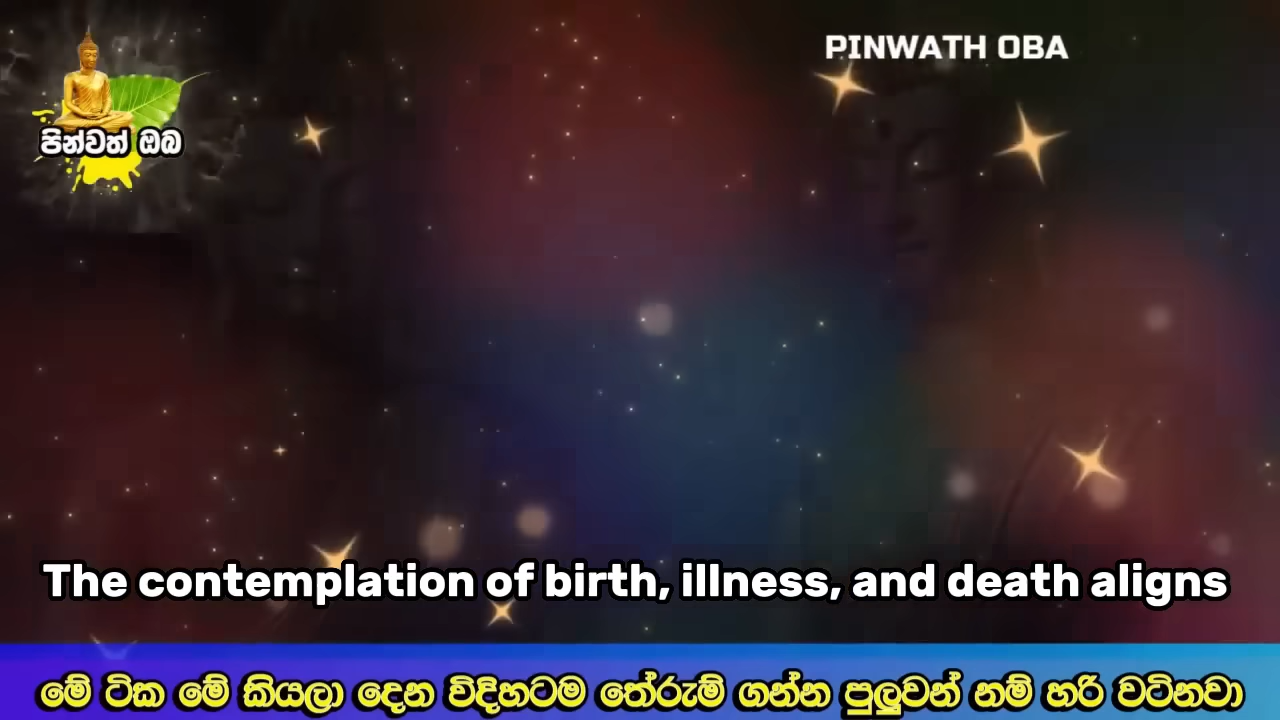 PINWATH OBA
පින්වත් ඔබ
The contemplation of birth, illness, and death aligns
මේ ටික මේ කියලා දෙන විදිහටම තේරුම් ගන්න පුලුවන් නම් හරි වටිනවා